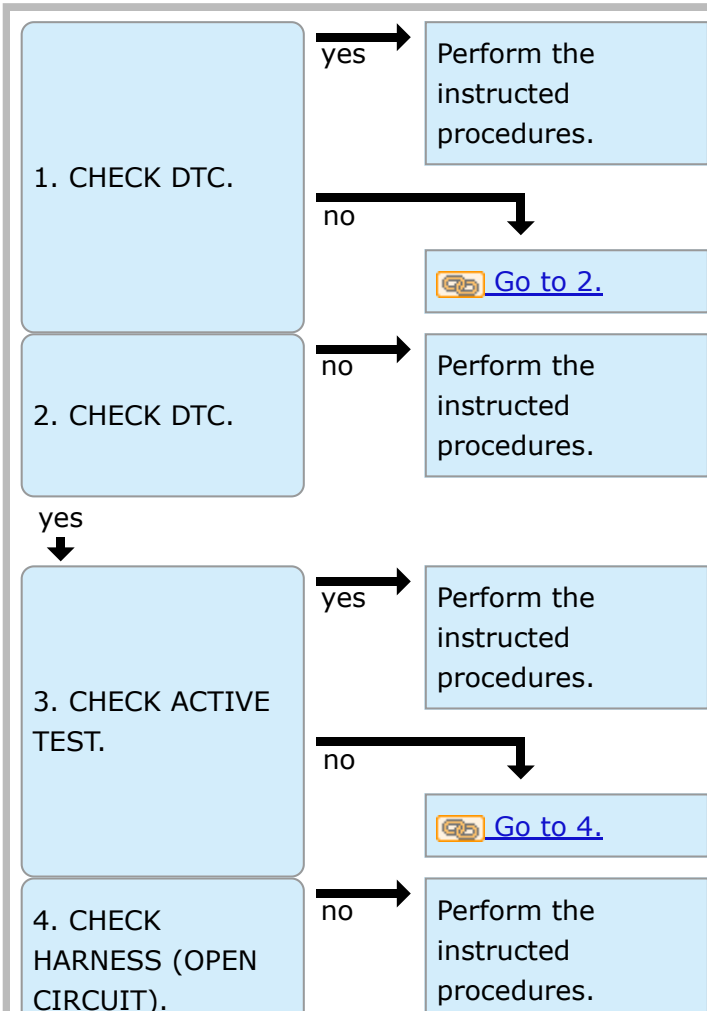 yes
Perform the
instructed
procedures.
1. CHECK DTC.
no
Go to 2.
no
Perform the
instructed
procedures.
2. CHECK DTC.
yes
yes
Perform the
instructed
procedures.
3. CHECK ACTIVE
TEST.
no
Go to 4.
no
Perform the
instructed
procedures.
4. CHECK
HARNESS (OPEN
CIRCUIT).